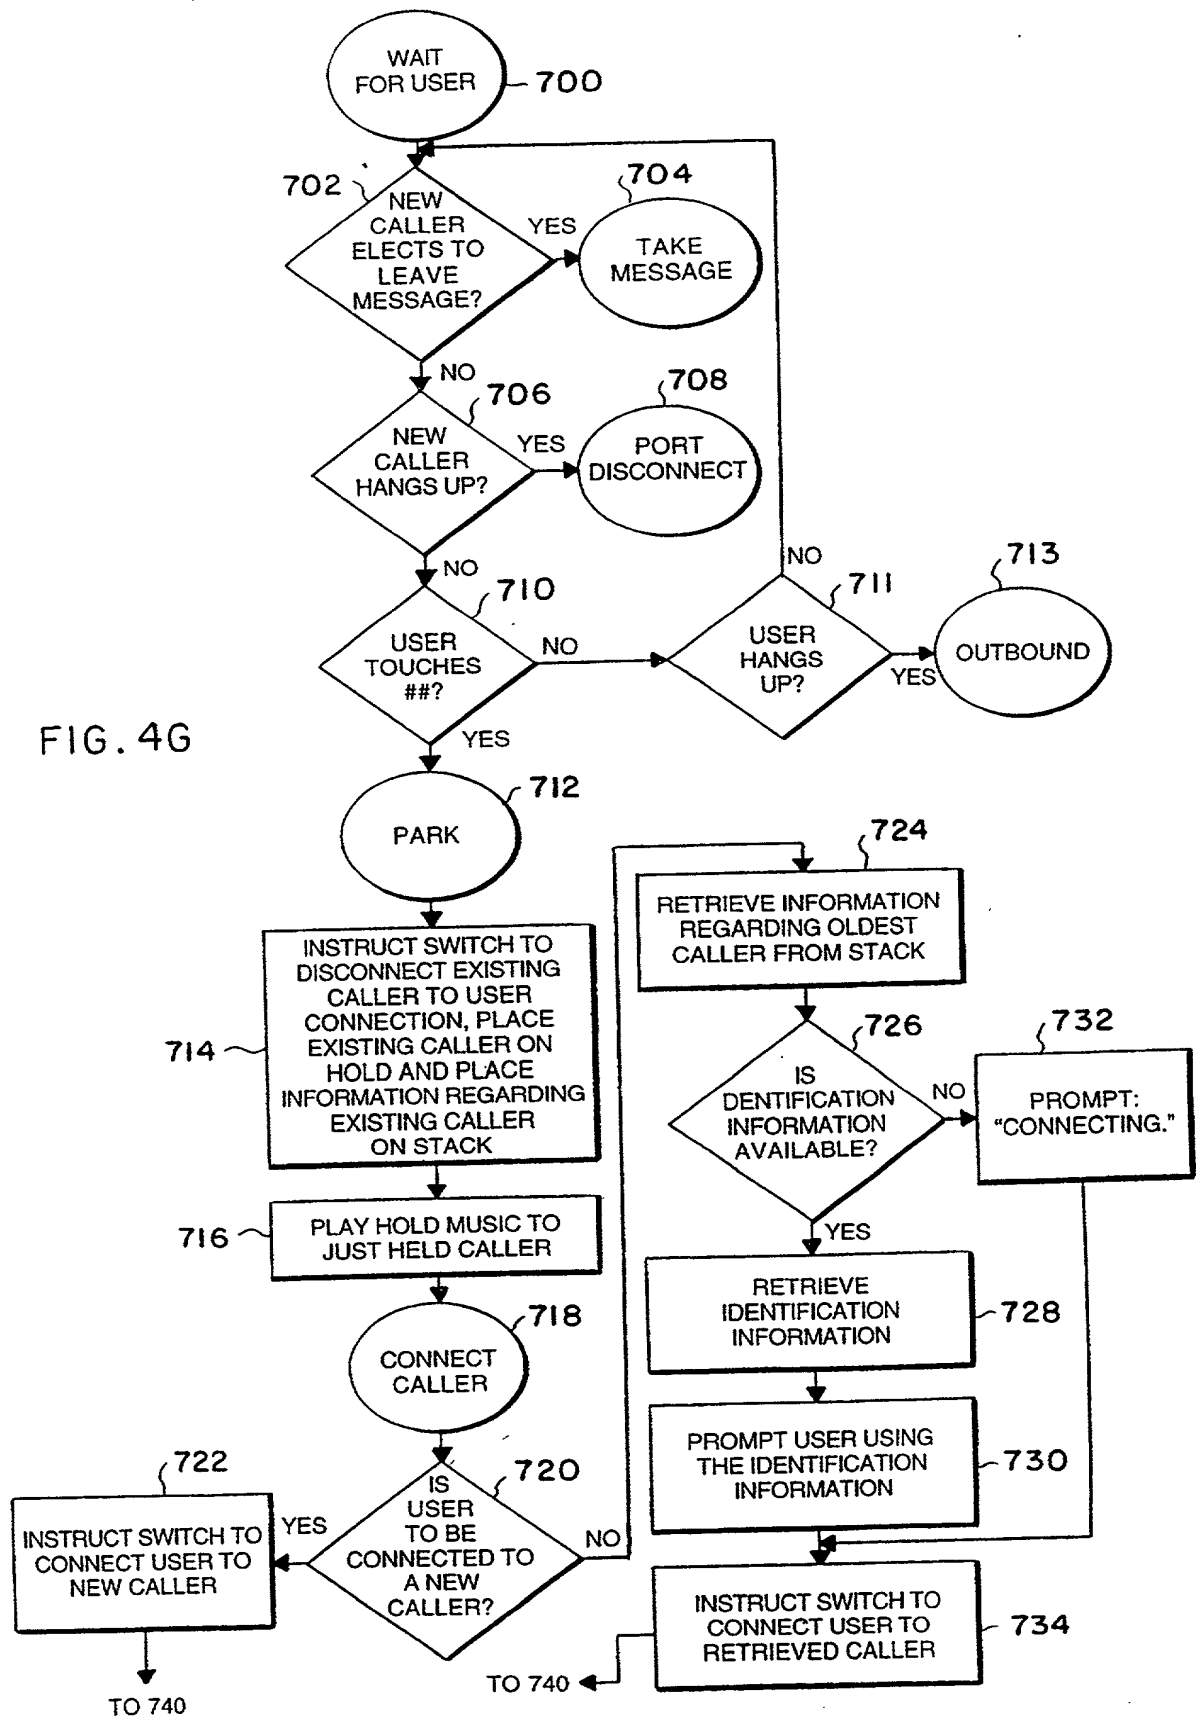 WAIT
FOR USER
700
702
NEW
CALLER
ELECTS TO
LEAVE
MESSAGE?
YES
704
TAKE
MESSAGE
NO
706
NEW
CALLER
HANGS UP?
YES
708
PORT
DISCONNECT
NO
710
USER
TOUCHES
##?
NO
NO
711
USER
HANGS
UP?
YES
713
OUTBOUND
FIG. 4G
YES
712
PARK
714
INSTRUCT SWITCH TO
DISCONNECT EXISTING
CALLER TO USER
CONNECTION, PLACE
EXISTING CALLER ON
HOLD AND PLACE
INFORMATION REGARDING
EXISTING CALLER
ON STACK
716
PLAY HOLD MUSIC TO
JUST HELD CALLER
718
CONNECT
CALLER
720
IS
USER
TO BE
CONNECTED TO
A NEW
CALLER?
YES
722
INSTRUCT SWITCH TO
CONNECT USER TO
NEW CALLER
TO 740
NO
724
RETRIEVE INFORMATION
REGARDING OLDEST
CALLER FROM STACK
726
IS
DENTIFICATION
INFORMATION
AVAILABLE?
NO
732
PROMPT:
"CONNECTING."
YES
RETRIEVE
IDENTIFICATION
INFORMATION
728
PROMPT USER USING
THE IDENTIFICATION
INFORMATION
730
INSTRUCT SWITCH TO
CONNECT USER TO
RETRIEVED CALLER
734
TO 740